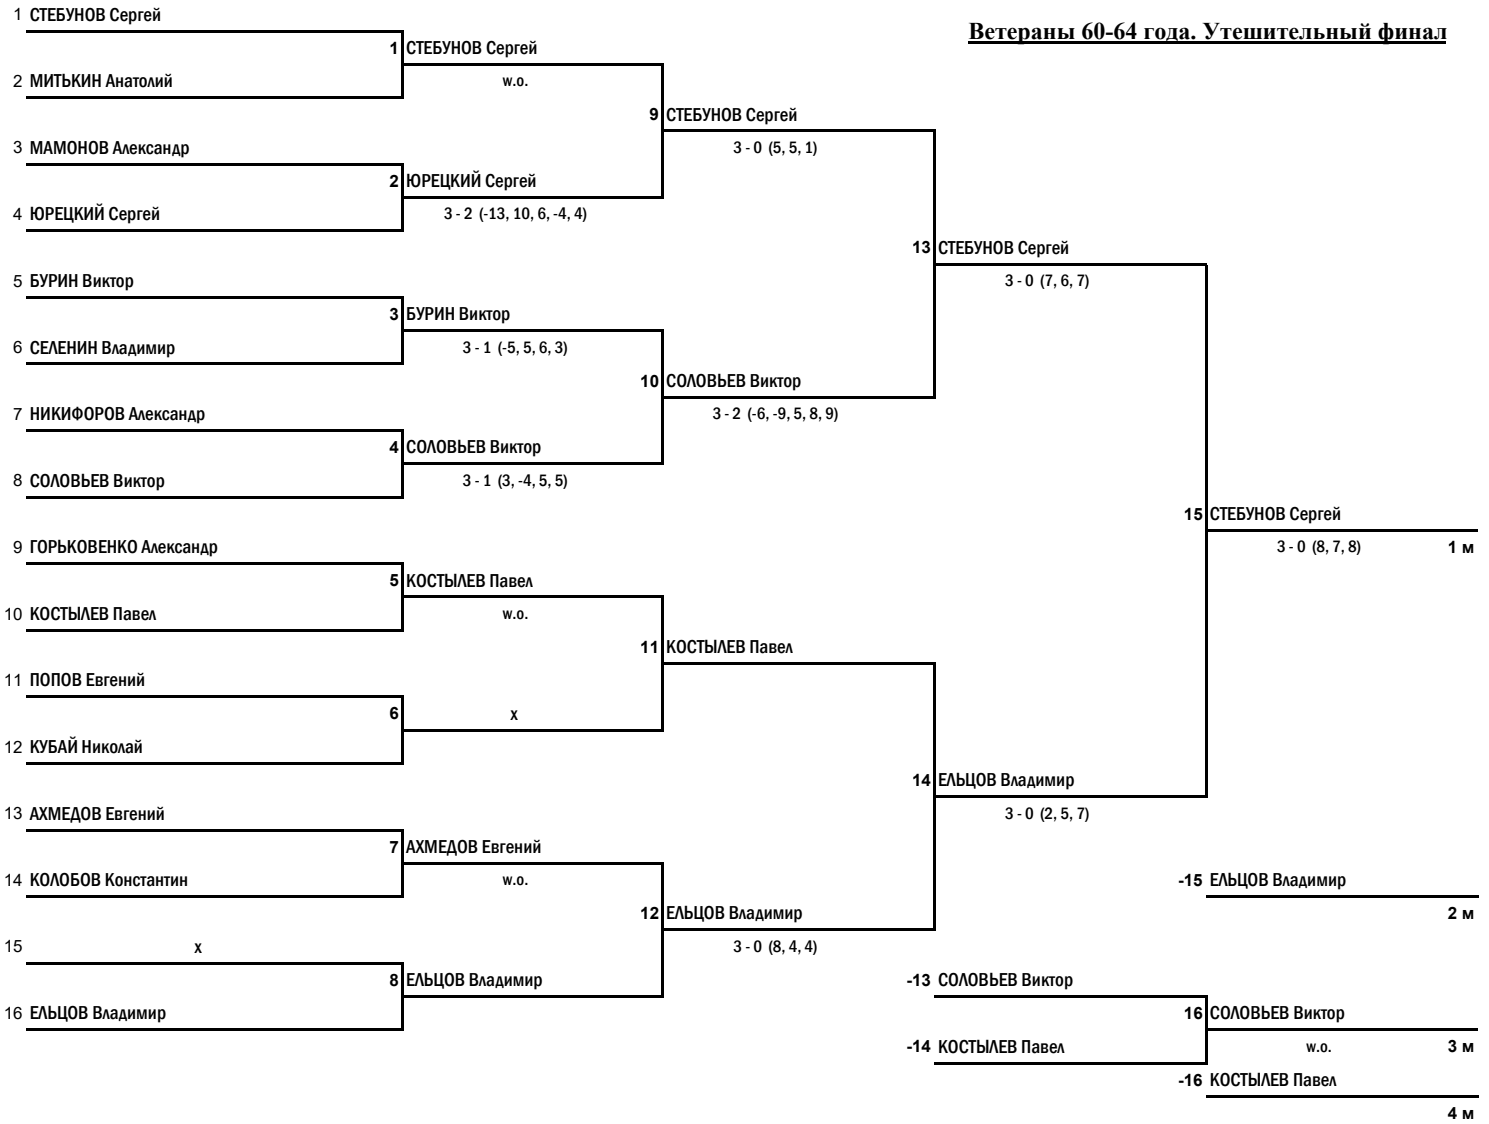 Ветераны 60-64 года. Утешительный финал
1 СТЕБУНОВ Сергей
1 СТЕБУНОВ Сергей
2 МИТЬКИН Анатолий
w.o.
9 СТЕБУНОВ Сергей
3 МАМОНОВ Александр
3 - 0 (5, 5, 1)
2 ЮРЕЦКИЙ Сергей
4 ЮРЕЦКИЙ Сергей
3 - 2 (-13, 10, 6, -4, 4)
13 СТЕБУНОВ Сергей
5 БУРИН Виктор
3 - 0 (7, 6, 7)
3 БУРИН Виктор
6 СЕЛЕНИН Владимир
3 - 1 (-5, 5, 6, 3)
10 СОЛОВЬЕВ Виктор
7 НИКИФОРОВ Александр
3 - 2 (-6, -9, 5, 8, 9)
4 СОЛОВЬЕВ Виктор
8 СОЛОВЬЕВ Виктор
3 - 1 (3, -4, 5, 5)
15 СТЕБУНОВ Сергей
9 ГОРЬКОВЕНКО Александр
3 - 0 (8, 7, 8)
1 м
5 КОСТЫЛЕВ Павел
10 КОСТЫЛЕВ Павел
w.o.
11 КОСТЫЛЕВ Павел
11 ПОПОВ Евгений
6 х
12 КУБАЙ Николай
14 ЕЛЬЦОВ Владимир
13 АХМЕДОВ Евгений
3 - 0 (2, 5, 7)
7 АХМЕДОВ Евгений
14 КОЛОБОВ Константин
w.o.
-15 ЕЛЬЦОВ Владимир
12 ЕЛЬЦОВ Владимир
2 м
15 х
3 - 0 (8, 4, 4)
8 ЕЛЬЦОВ Владимир
-13 СОЛОВЬЕВ Виктор
16 ЕЛЬЦОВ Владимир
16 СОЛОВЬЕВ Виктор
-14 КОСТЫЛЕВ Павел
w.o.
3 м
-16 КОСТЫЛЕВ Павел
4 м